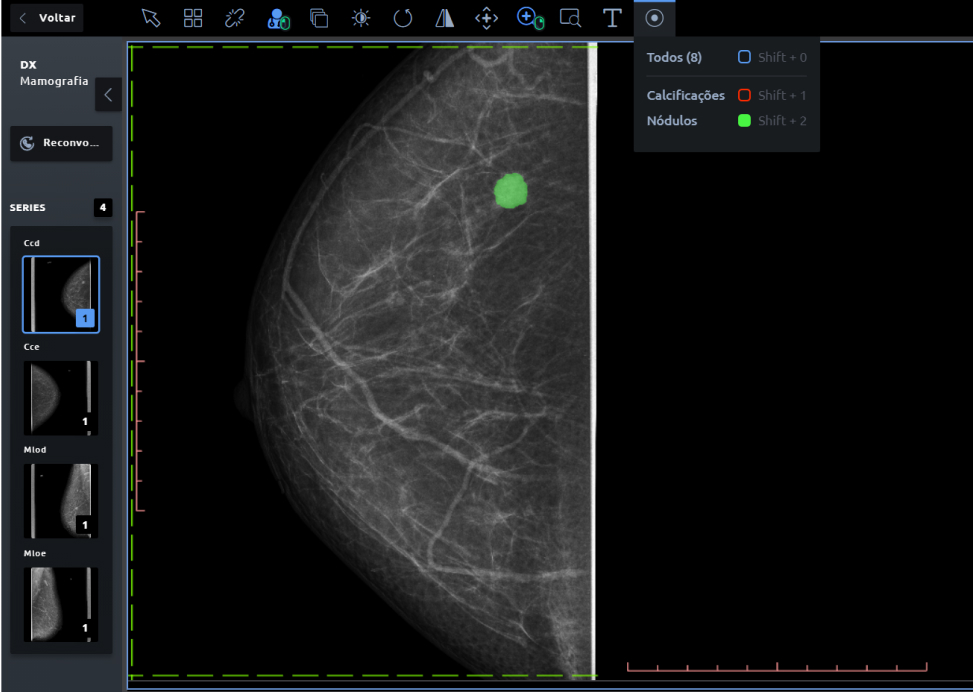 Voltar
DX
Mamografia
Reconvo...
SERIES 4
Ccd
1
Cce
1
Mlod
1
Mloe
1
T
Todos (8) Shift + 0
Calcificações Shift + 1
Nódulos Shift + 2